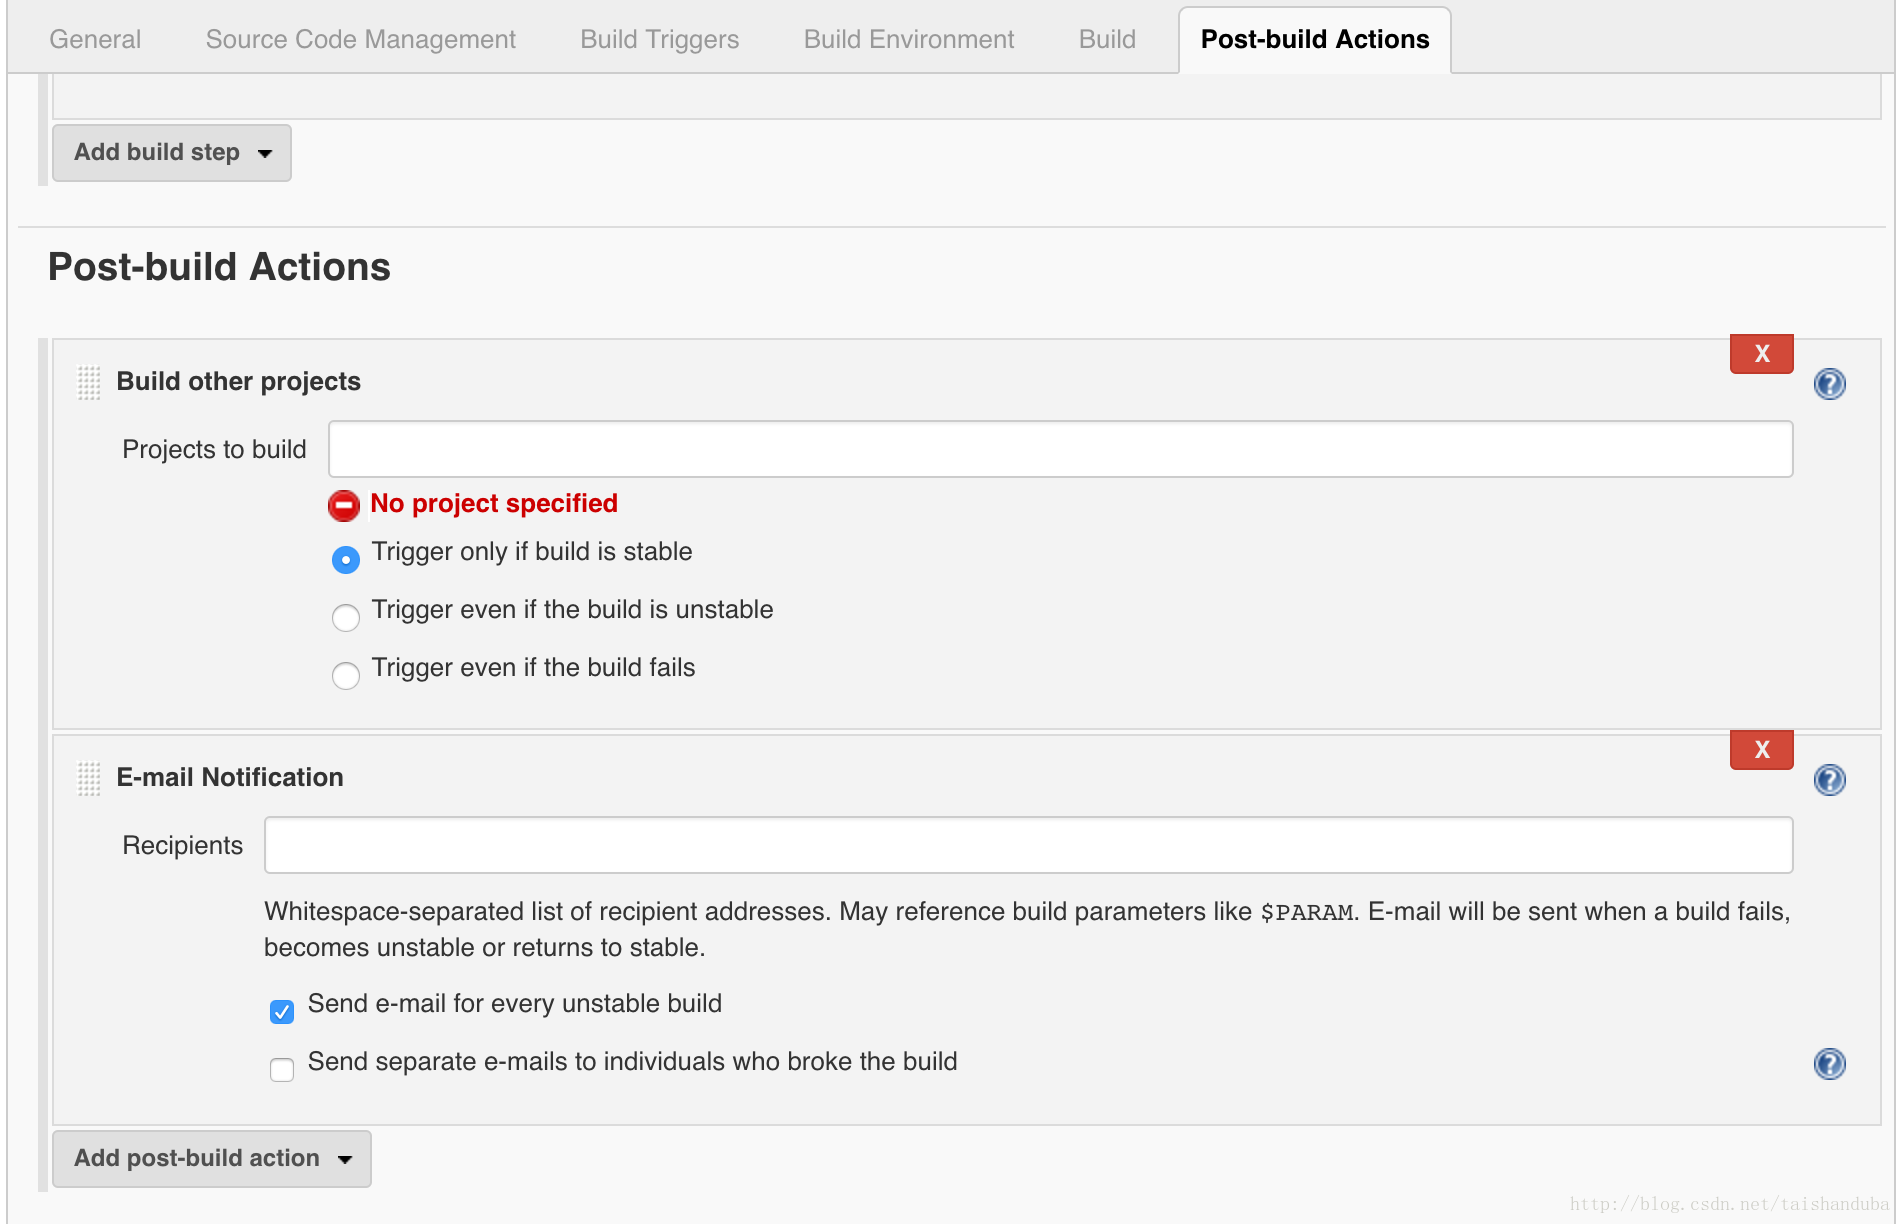 General Source Code Management Build Triggers Build Environment Build Post-build Actions
Add build step
Post-build Actions
X
Build other projects
?
Projects to build
No project specified
Trigger only if build is stable
Trigger even if the build is unstable
Trigger even if the build fails
X
E-mail Notification
?
Recipients
Whitespace-separated list of recipient addresses. May reference build parameters like $PARAM. E-mail will be sent when a build fails,
becomes unstable or returns to stable.
Send e-mail for every unstable build
Send separate e-mails to individuals who broke the build
?
Add post-build action
http://blog.csdn.net/taishanduba